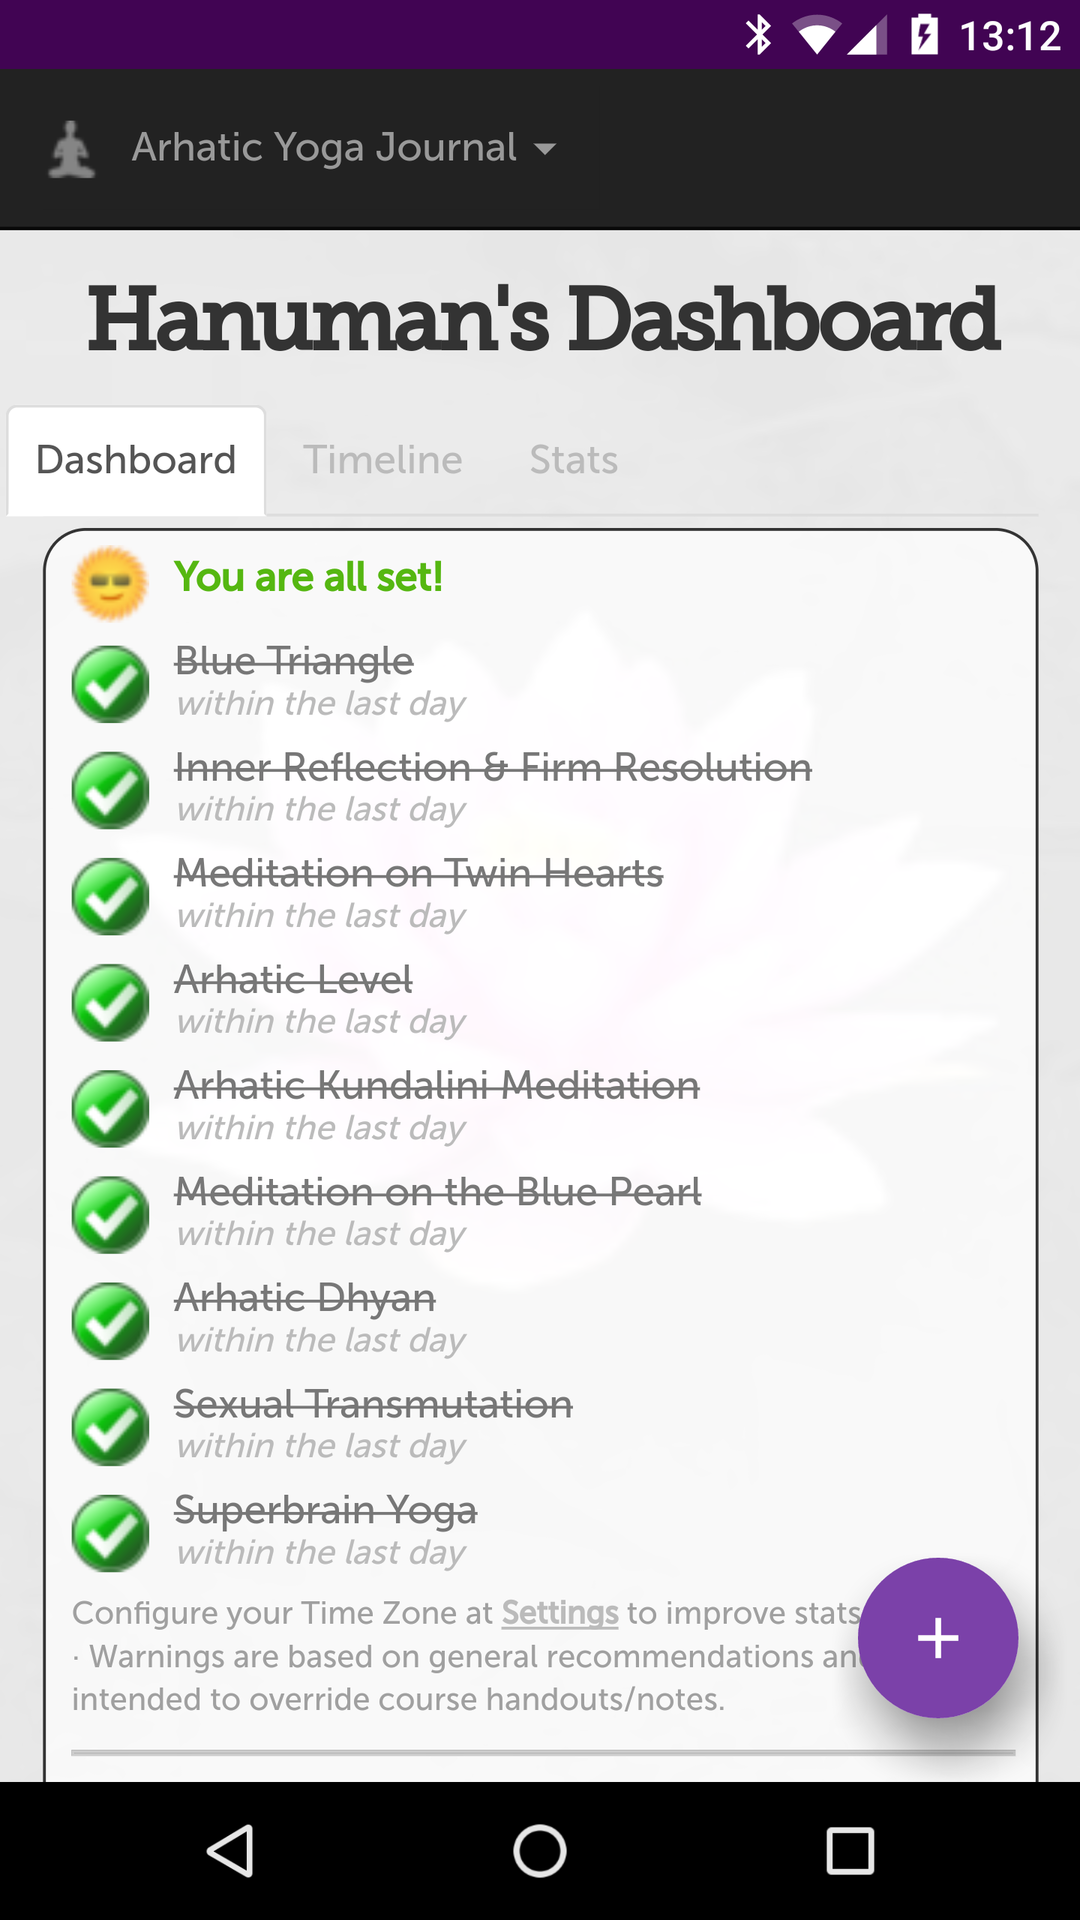 13:12
Arhatic Yoga Journal
Hanuman's Dashboard
Dashboard Timeline Stats
You are all set!
Blue Triangle
within the last day
Inner Reflection & Firm Resolution
within the last day
Meditation on Twin Hearts
within the last day
Arhatic Level
within the last day
Arhatic Kundalini Meditation
within the last day
Meditation on the Blue Pearl
within the last day
Arhatic Dhyan
within the last day
Sexual Transmutation
within the last day
Superbrain Yoga
within the last day
Configure your Time Zone at Settings to improve stats
· Warnings are based on general recommendations
intended to override course handouts/notes.